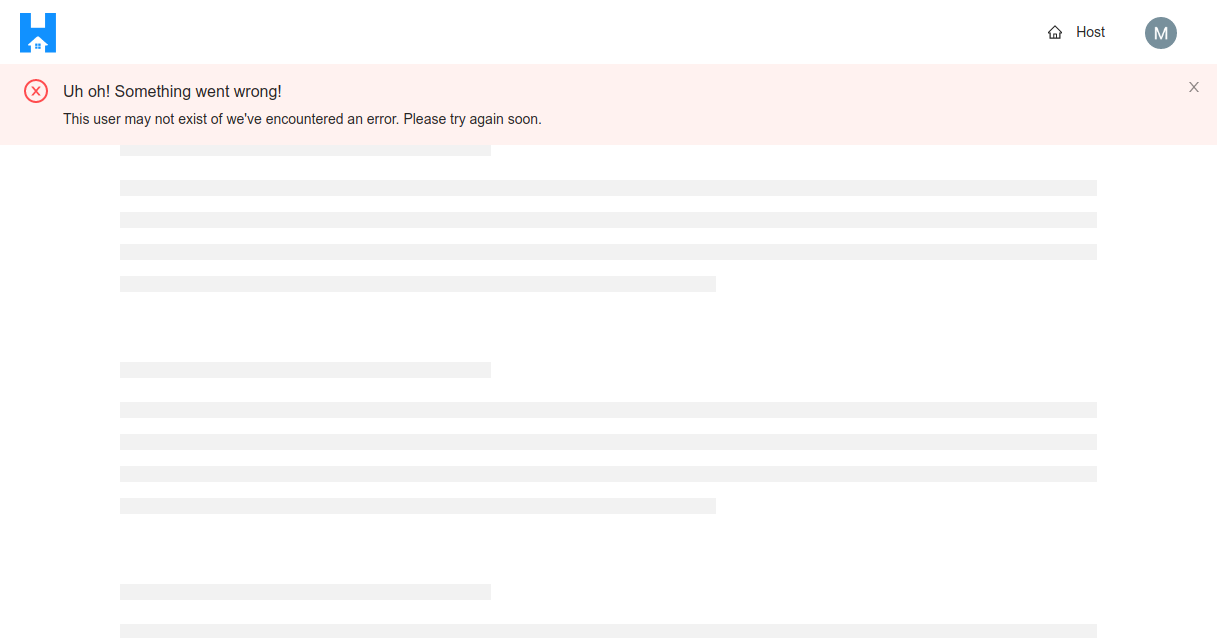 Host
M
Uh oh! Something went wrong!
This user may not exist of we've encountered an error. Please try again soon.